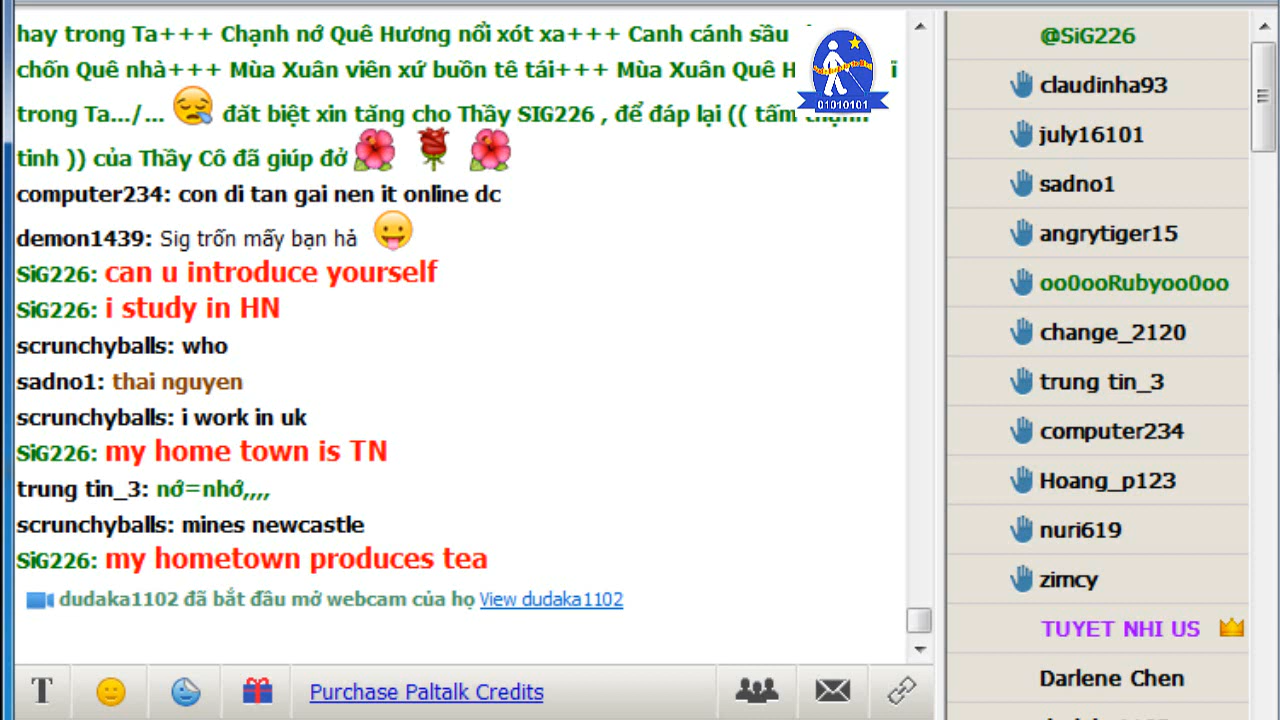 hay trong Ta+++ Chạnh nớ Quê Hương nổi xót xa+++ Canh cánh sầu
chốn Quê nhà+++ Mùa Xuân viên xứ buồn tê tái+++ Mùa Xuân Quê H
trong Ta.../... đăt biệt xin tăng cho Thầy SIG226 , để đáp lại (( tấm thạnh
tinh )) của Thầy Cô đã giúp đở
computer234: con di tan gai nen it online dc
demon1439: Sig trốn mấy bạn hả
SiG226: can u introduce yourself
SiG226: i study in HN
scrunchyballs: who
sadno1: thai nguyen
scrunchyballs: i work in uk
SiG226: my home town is TN
trung tin_3: nớ=nhớ,,,,
scrunchyballs: mines newcastle
SiG226: my hometown produces tea
dudaka1102 đã bắt đầu mở webcam của họ View dudaka1102
T
Purchase Paltalk Credits
01010101
@SiG226
claudinha93
july16101
sadno1
angrytiger15
oo0ooRubyoo0oo
change_2120
trung tin_3
computer234
Hoang_p123
nuri619
zimcy
TUYET NHI US
Darlene Chen